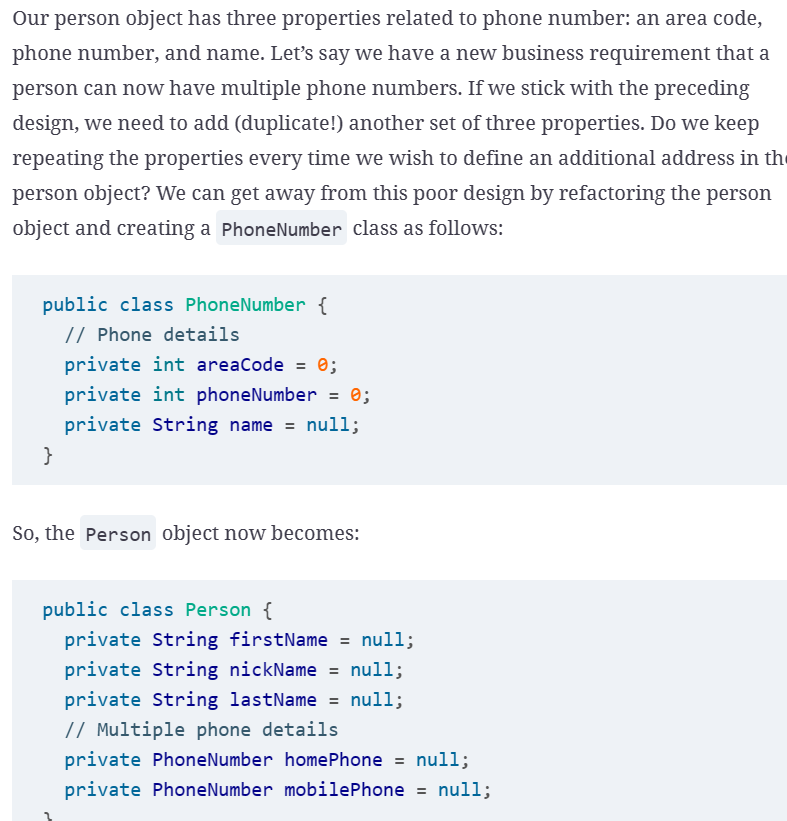 Our person object has three properties related to phone number: an area code,
phone number, and name. Let’s say we have a new business requirement that a
person can now have multiple phone numbers. If we stick with the preceding
design, we need to add (duplicate!) another set of three properties. Do we keep
repeating the properties every time we wish to define an additional address in the
person object? We can get away from this poor design by refactoring the person
object and creating a PhoneNumber class as follows:
public class PhoneNumber {
// Phone details
private int areaCode = 0;
private int phoneNumber = 0;
private String name = null;
}
So, the Person object now becomes:
public class Person {
private String firstName = null;
private String nickName = null;
private String lastName = null;
// Multiple phone details
private PhoneNumber homePhone = null;
private PhoneNumber mobilePhone = null;
}